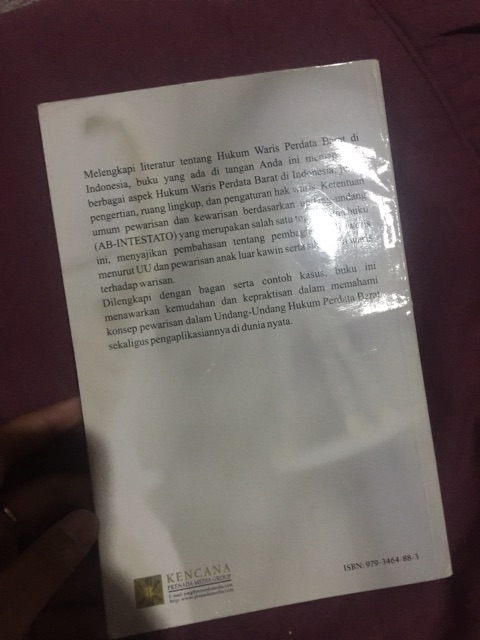 Melengkapi literatur tentang Hukum Waris Perdata Barat di
Indonesia, buku yang ada di tangan Anda ini
berbagai aspek Hukum Waris Perdata Barat di Indonesia,
pengertian, ruang lingkup, dan pengaturan hak waris. Ketentuan
umum pewarisan dan kewarisan berdasarkan undang-undang
(AB-INTESTATO) yang merupakan salah satu buku
ini, menyajikan pembahasan tentang
menurut UU dan pewarisan anak luar kawin serta
terhadap warisan.
Dilengkapi dengan bagan serta contoh kasus, buku ini
menawarkan kemudahan dan kepraktisan dalam memahami
konsep pewarisan dalam Undang-Undang Hukum Perdata Barat
sekaligus pengaplikasiannya di dunia nyata.
KENCANA
PRENADA MEDIA GROUP
ISBN: 979-3464-88-3